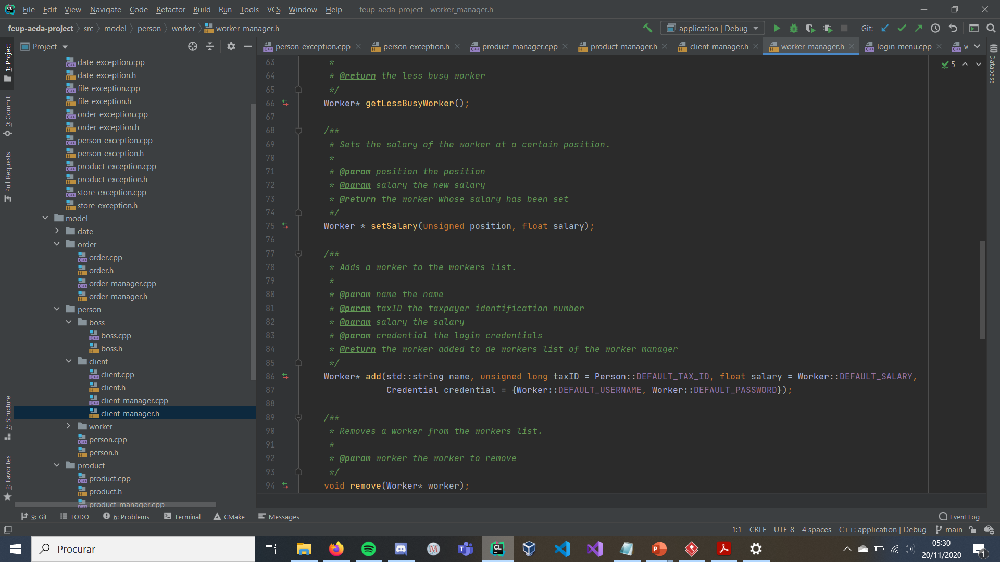 File Edit View Navigate Code Refactor Build Run Tools VCS Window Help feup-aeda-project - worker_manager.h
feup-aeda-project src model person worker worker_manager.h application | Debug Git:
Project
person_exception.cpp person_exception.h product_manager.cpp product_manager.h client_manager.h worker_manager.h login_menu.cpp w
1: Project
0: Commit
Pull Requests
7: Structure
2: Favorites
Database
date_exception.cpp
date_exception.h
file_exception.cpp
file_exception.h
order_exception.cpp
order_exception.h
person_exception.cpp
person_exception.h
product_exception.cpp
product_exception.h
store_exception.cpp
store_exception.h
model
date
order
order.cpp
order.h
order_manager.cpp
order_manager.h
person
boss
boss.cpp
boss.h
client
client.cpp
client.h
client_manager.cpp
client_manager.h
worker
person.cpp
person.h
product
product.cpp
product.h
product_manager.cpp
5
63 *
64 * @return the less busy worker
65 */
66 Worker* getLessBusyWorker();
67
68 /**
69 * Sets the salary of the worker at a certain position.
70 *
71 * @param position the position
72 * @param salary the new salary
73 * @return the worker whose salary has been set
74 */
75 Worker * setSalary(unsigned position, float salary);
76
77 /**
78 * Adds a worker to the workers list.
79 *
80 * @param name the name
81 * @param taxID the taxpayer identification number
82 * @param salary the salary
83 * @param credential the login credentials
84 * @return the worker added to de workers list of the worker manager
85 */
86 Worker* add(std::string name, unsigned long taxID = Person::DEFAULT_TAX_ID, float salary = Worker::DEFAULT_SALARY,
87 Credential credential = {Worker::DEFAULT_USERNAME, Worker::DEFAULT_PASSWORD});
88
89 /**
90 * Removes a worker from the workers list.
91 *
92 * @param worker the worker to remove
93 */
94 void remove(Worker* worker);
9: Git TODO 6: Problems Terminal CMake Messages Event Log
1:1 CRLF UTF-8 4 spaces C++: application | Debug main
Procurar
05:30
20/11/2020
1